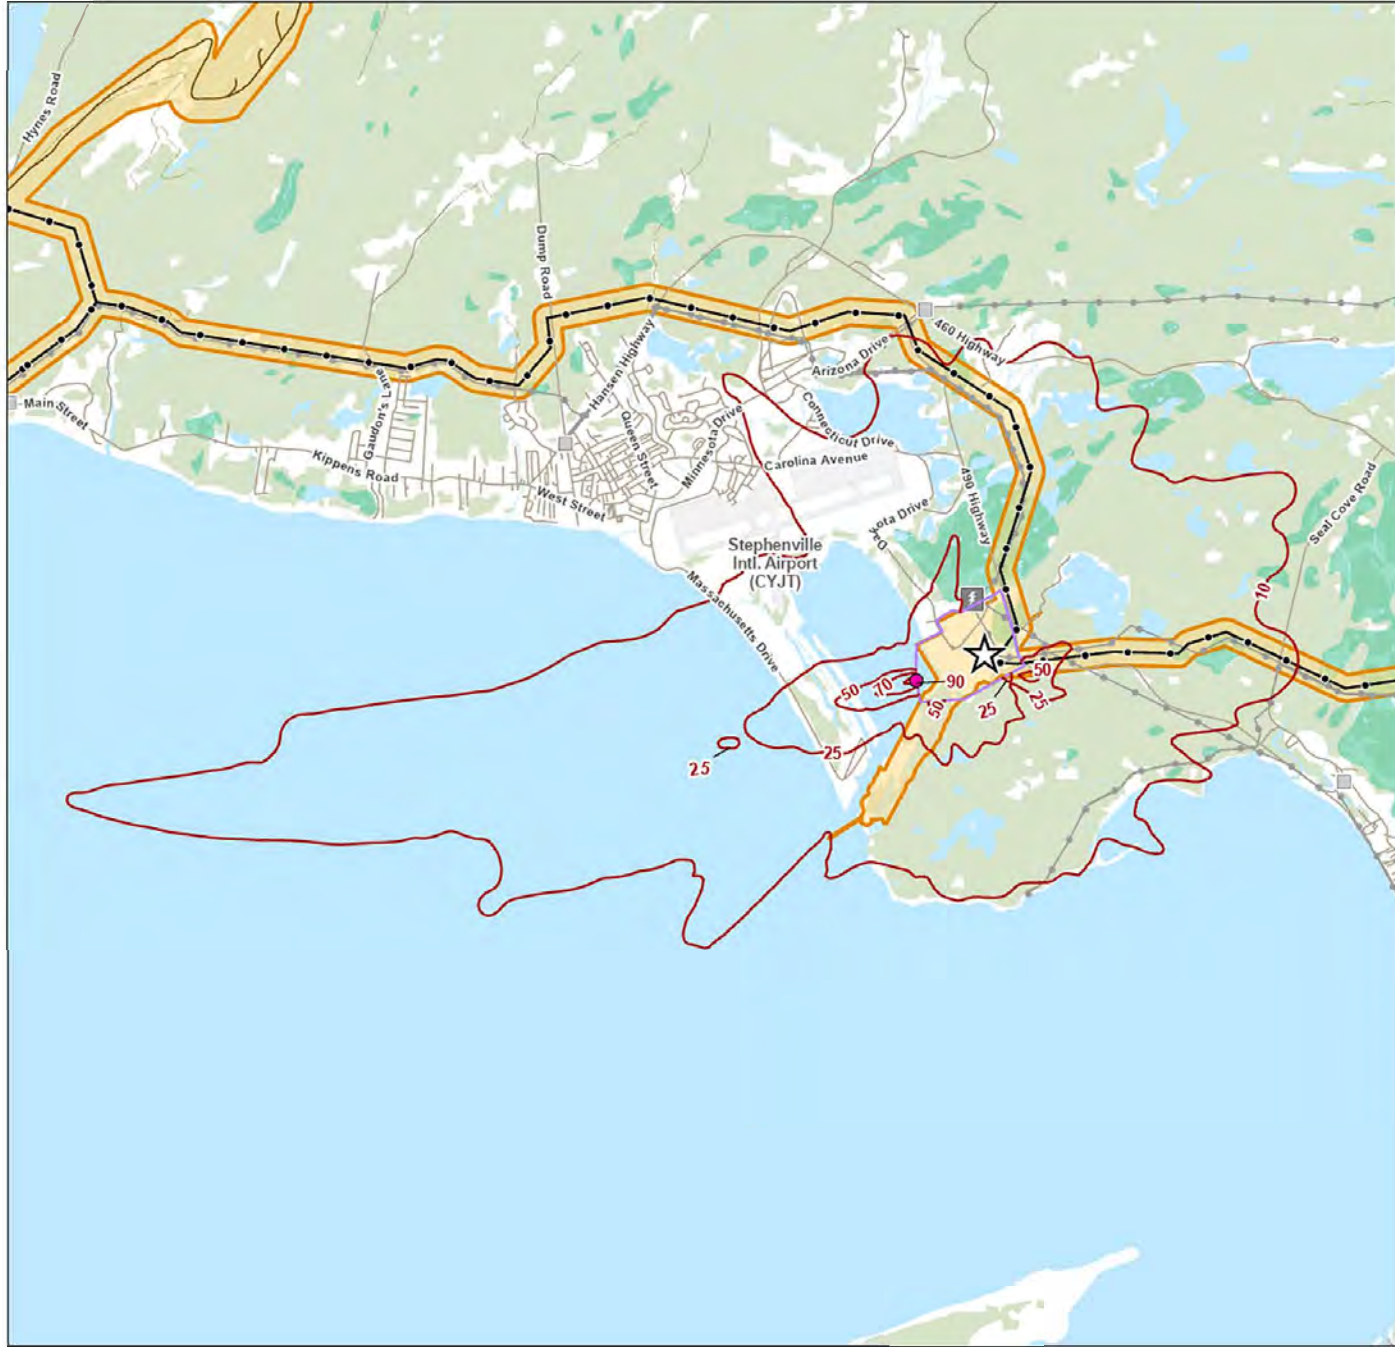 Hynes Road
Dump Road
460 Highway
Arizona Drive
Hansen Highway
Main Street
Gaudon's Lane
Connecticut Drive
Minnesota Drive
Queen Street
Kippens Road
Carolina Avenue
490 Highway
West Street
Seal Cove Road
kota Drive
Da
Stephenville
Intl. Airport
(CYJT)
Massachusetts Drive
10
50
50
70
90
25
50
25
25
25